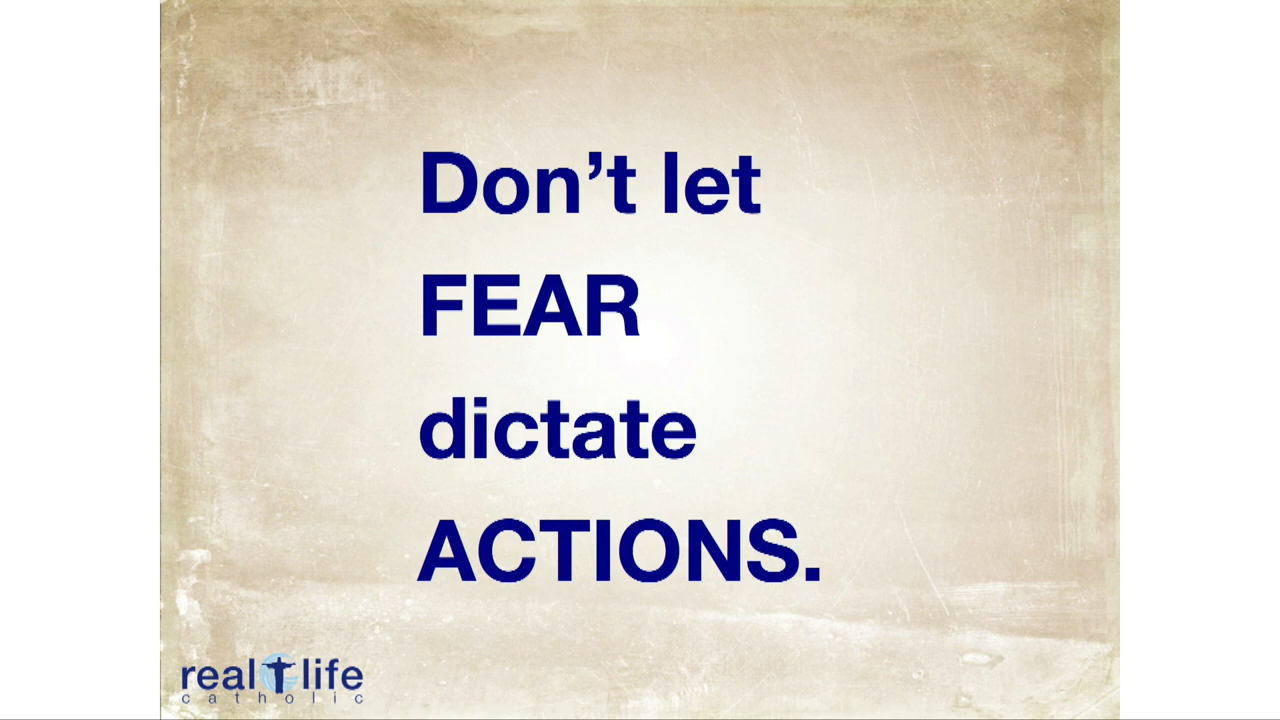 Don’t let
FEAR
dictate
ACTIONS.
real life
catholic